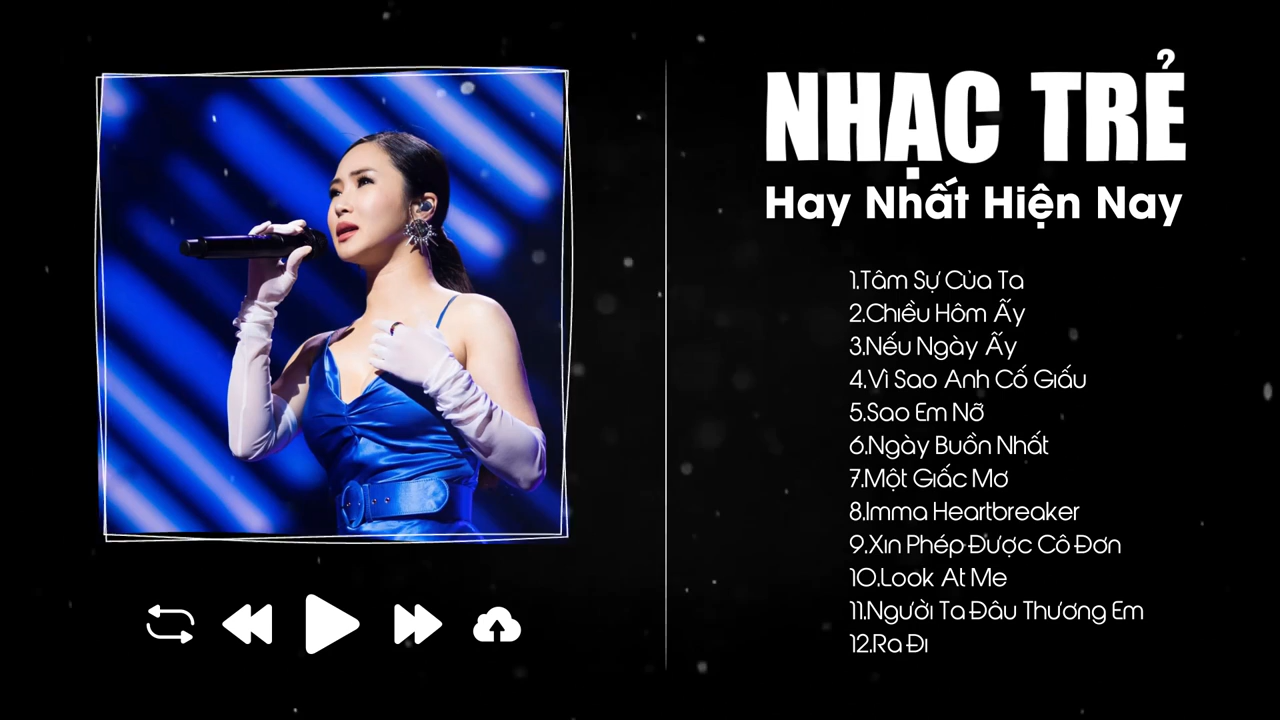 NHẠC TRẺ
Hay Nhất Hiện Nay
1.Tâm Sự Của Ta
2.Chiều Hôm Ấy
3.Nếu Ngày Ấy
4.Vì Sao Anh Cố Giấu
5.Sao Em Nỡ
6.Ngày Buồn Nhất
7.Một Giấc Mơ
8.Imma Heartbreaker
9.Xin Phép Được Cô Đơn
10.Look At Me
11.Người Ta Đâu Thương Em
12.Ra Đi